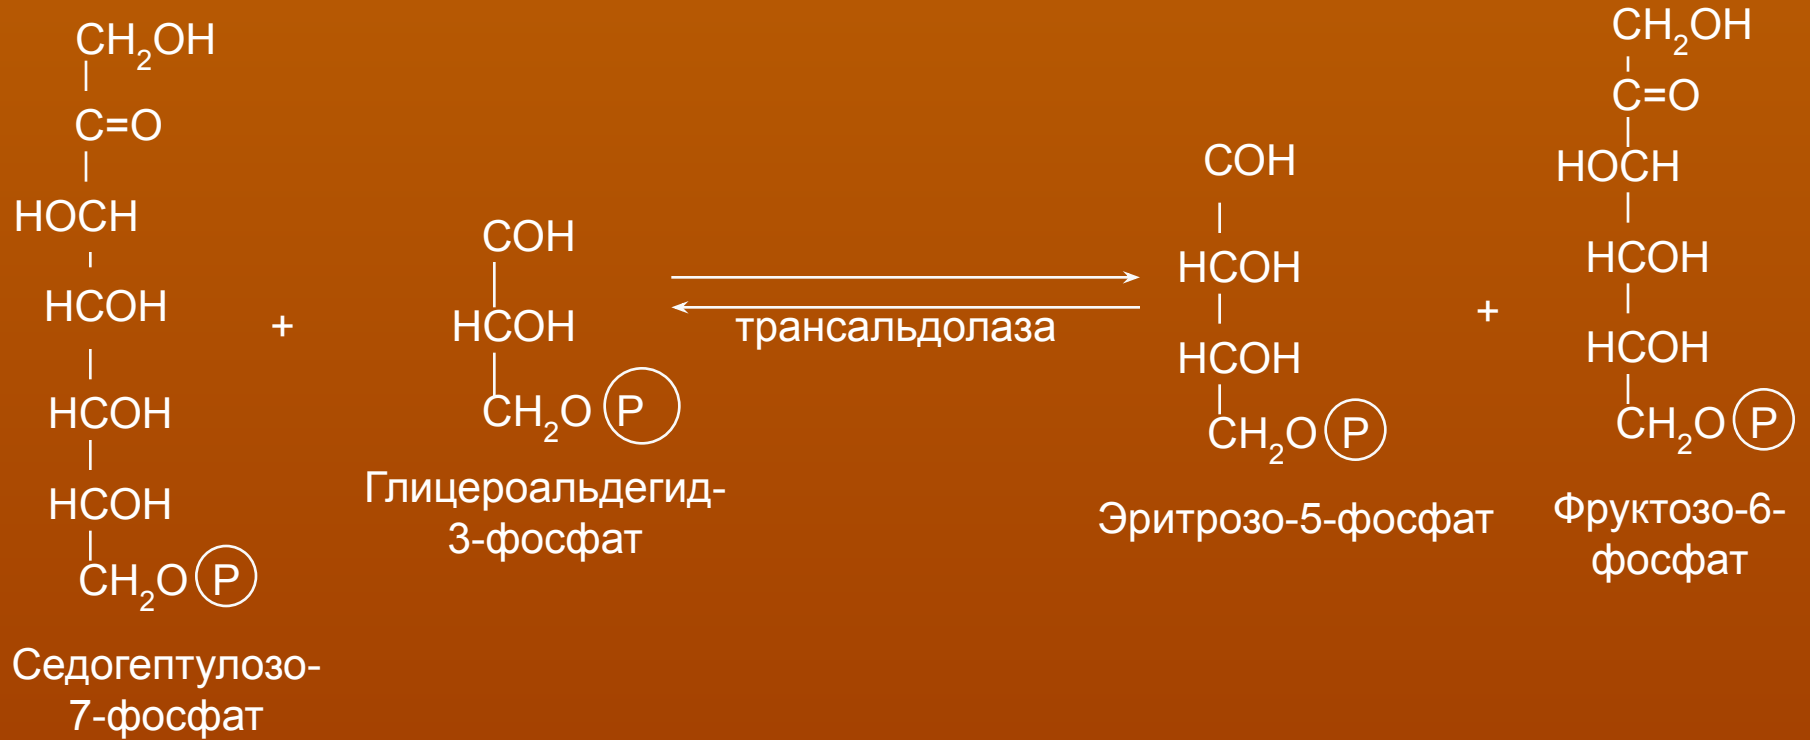 CH₂OH
C=O
HOCH
HCOH
HCOH
HCOH
CH₂O P
Седогептулозо-
7-фосфат
+
COH
HCOH
CH₂O P
Глицероальдегид-
3-фосфат
трансальдолаза
COH
HCOH
HCOH
CH₂O P
Эритрозо-5-фосфат
+
CH₂OH
C=O
HOCH
HCOH
HCOH
CH₂O P
Фруктозо-6-
фосфат